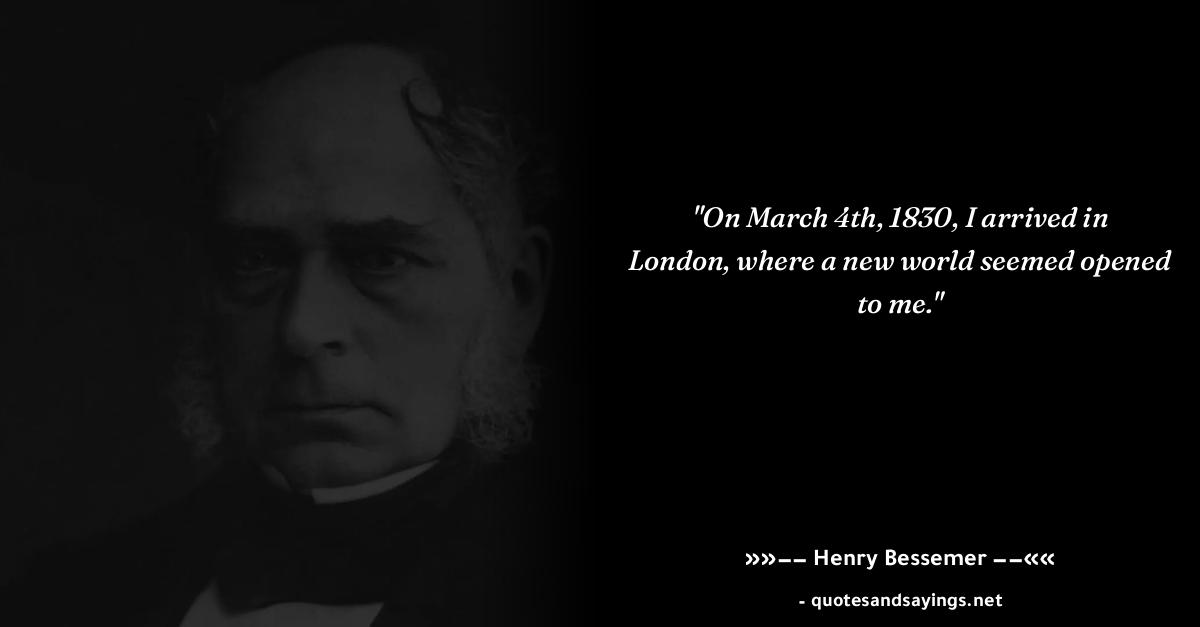 "On March 4th, 1830, I arrived in
London, where a new world seemed opened
to me."
»»−− Henry Bessemer −−««
- quotesandsayings.net